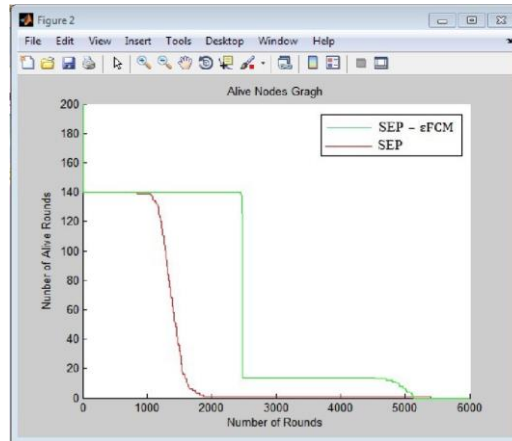 Figure 2
File Edit View Insert Tools Desktop Window Help
Alive Nodes Gragh
200
180
160
140
120
100
80
60
40
20
0
Nunber of Alive Rounds
SEP – εFCM
SEP
0 1000 2000 3000 4000 5000 6000
Number of Rounds